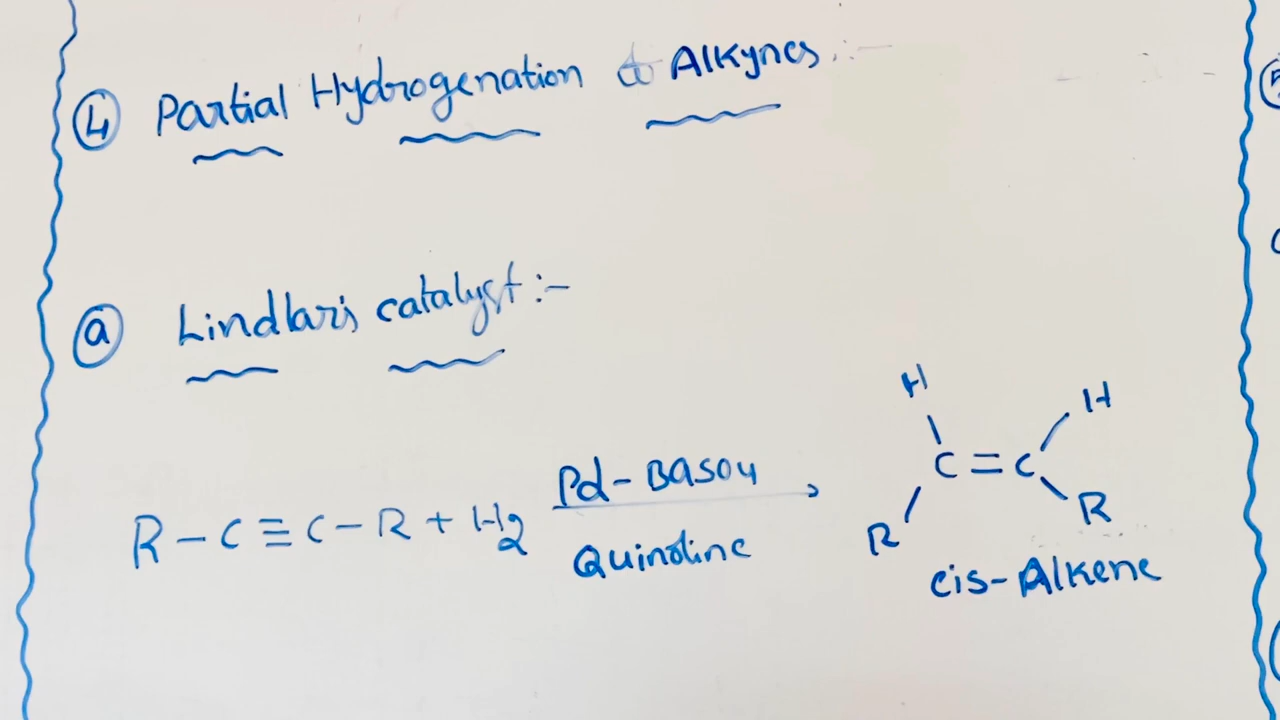 ④ Partial Hydrogenation of Alkynes :-
ⓐ Lindlar's catalyst :-
R-C≡C-R + H2 Pd-BaSO4 Quinoline →
H H
C=C
R R
cis-Alkene